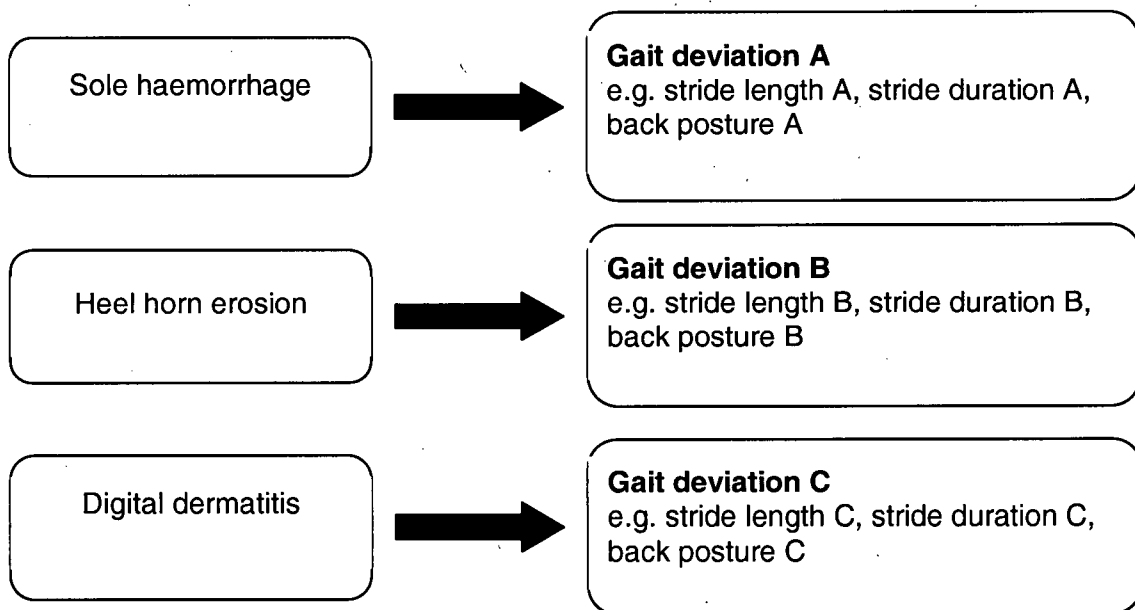 Sole haemorrhage
Gait deviation A
e.g. stride length A, stride duration A,
back posture A
Heel horn erosion
Gait deviation B
e.g. stride length B, stride duration B,
back posture B
Digital dermatitis
Gait deviation C
e.g. stride length C, stride duration C,
back posture C